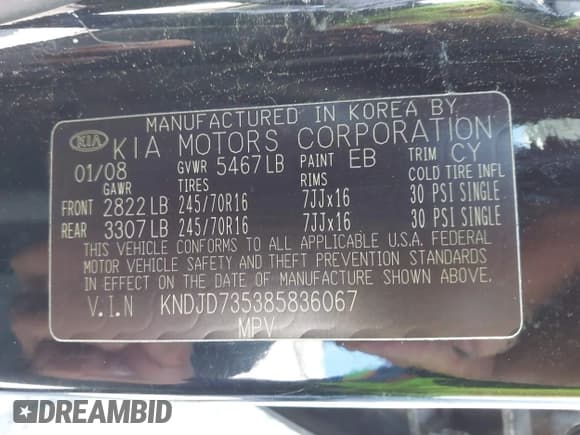 MANUFACTURED IN KOREA BY
KIA KIA MOTORS CORPORATION
01/08 GVWR 5467LB PAINT EB TRIM CY
GAWR TIRES RIMS COLD TIRE INFL
FRONT 2822LB 245/70R16 7JJx16 30 PSI SINGLE
REAR 3307LB 245/70R16 7JJx16 30 PSI SINGLE
THIS VEHICLE CONFORMS TO ALL APPLICABLE U.S.A. FEDERAL
MOTOR VEHICLE SAFETY AND THEFT PREVENTION STANDARDS
IN EFFECT ON THE DATE OF MANUFACTURE SHOWN ABOVE.
V.I.N KNDJD735385836067
MPV
DREAMBID